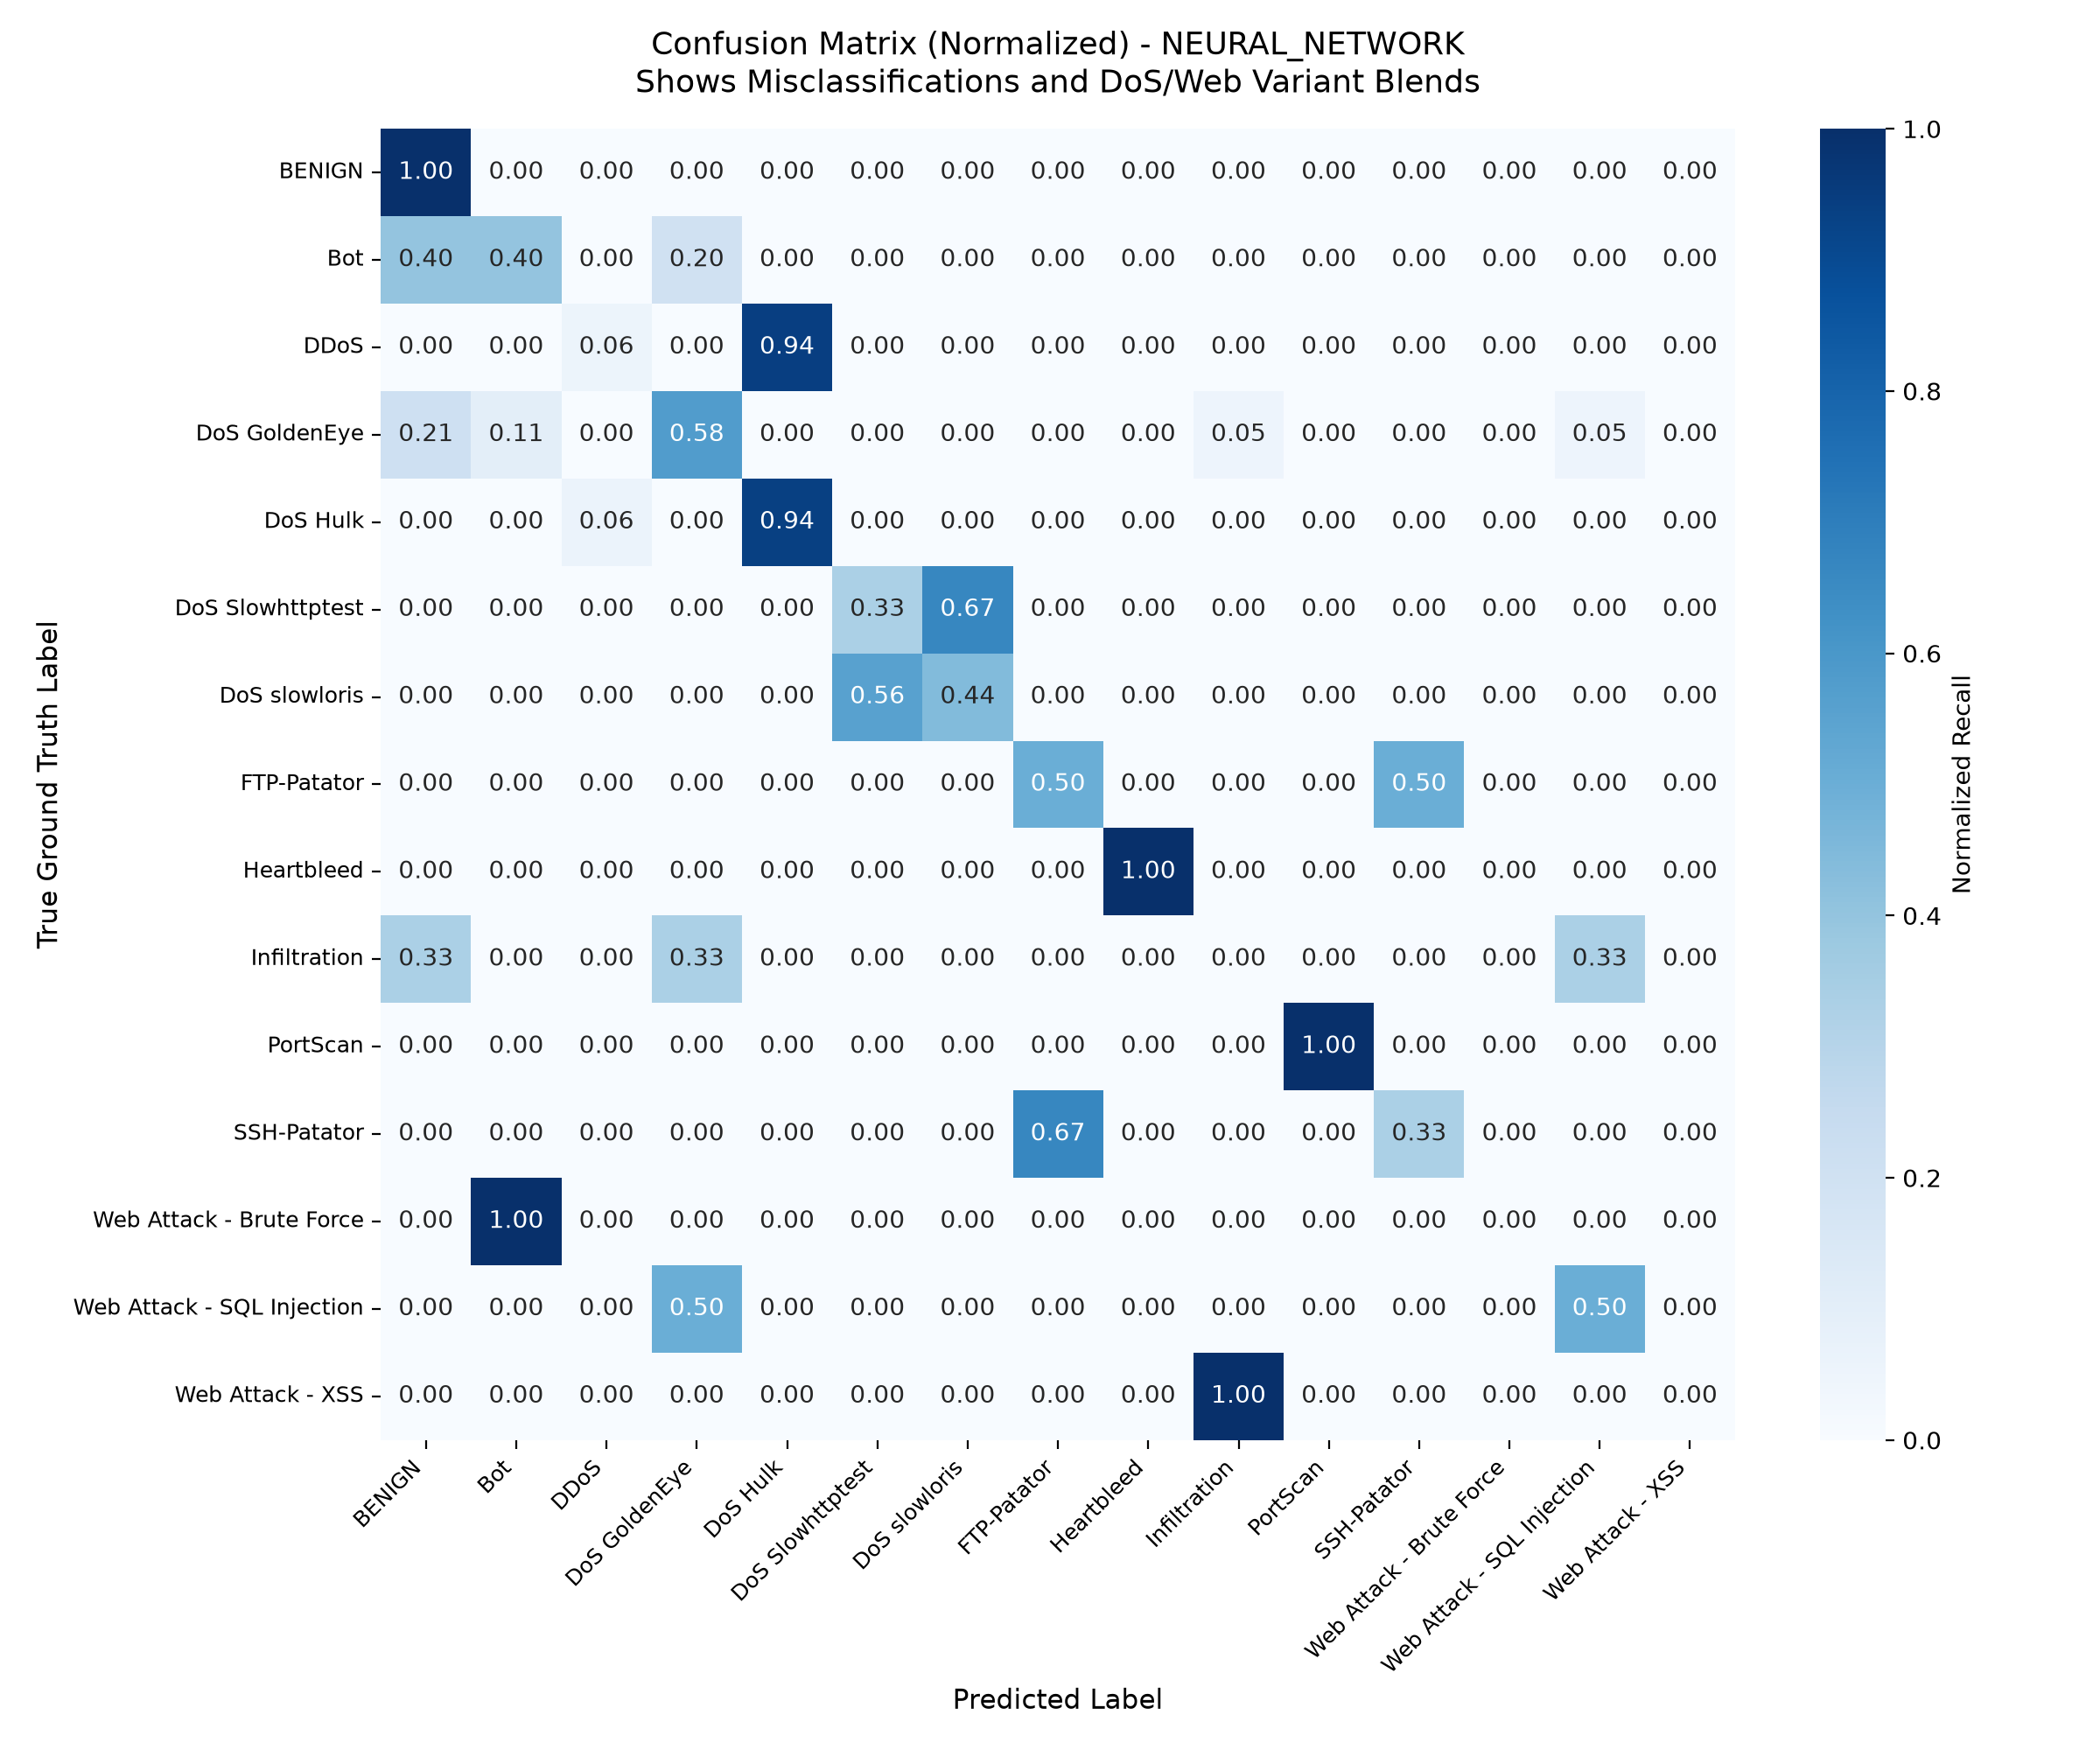 Confusion Matrix (Normalized) - NEURAL_NETWORK
Shows Misclassifications and DoS/Web Variant Blends
True Ground Truth Label
BENIGN 1.00 0.00 0.00 0.00 0.00 0.00 0.00 0.00 0.00 0.00 0.00 0.00 0.00 0.00 0.00
Bot 0.40 0.40 0.00 0.20 0.00 0.00 0.00 0.00 0.00 0.00 0.00 0.00 0.00 0.00 0.00
DDoS 0.00 0.00 0.06 0.00 0.94 0.00 0.00 0.00 0.00 0.00 0.00 0.00 0.00 0.00 0.00
DoS GoldenEye 0.21 0.11 0.00 0.58 0.00 0.00 0.00 0.00 0.00 0.05 0.00 0.00 0.00 0.05 0.00
DoS Hulk 0.00 0.00 0.06 0.00 0.94 0.00 0.00 0.00 0.00 0.00 0.00 0.00 0.00 0.00 0.00
DoS Slowhttptest 0.00 0.00 0.00 0.00 0.00 0.33 0.67 0.00 0.00 0.00 0.00 0.00 0.00 0.00 0.00
DoS slowloris 0.00 0.00 0.00 0.00 0.00 0.56 0.44 0.00 0.00 0.00 0.00 0.00 0.00 0.00 0.00
FTP-Patator 0.00 0.00 0.00 0.00 0.00 0.00 0.00 0.50 0.00 0.00 0.00 0.50 0.00 0.00 0.00
Heartbleed 0.00 0.00 0.00 0.00 0.00 0.00 0.00 0.00 1.00 0.00 0.00 0.00 0.00 0.00 0.00
Infiltration 0.33 0.00 0.00 0.33 0.00 0.00 0.00 0.00 0.00 0.00 0.00 0.00 0.00 0.33 0.00
PortScan 0.00 0.00 0.00 0.00 0.00 0.00 0.00 0.00 0.00 0.00 1.00 0.00 0.00 0.00 0.00
SSH-Patator 0.00 0.00 0.00 0.00 0.00 0.00 0.00 0.67 0.00 0.00 0.00 0.33 0.00 0.00 0.00
Web Attack - Brute Force 0.00 1.00 0.00 0.00 0.00 0.00 0.00 0.00 0.00 0.00 0.00 0.00 0.00 0.00 0.00
Web Attack - SQL Injection 0.00 0.00 0.00 0.50 0.00 0.00 0.00 0.00 0.00 0.00 0.00 0.00 0.00 0.50 0.00
Web Attack - XSS 0.00 0.00 0.00 0.00 0.00 0.00 0.00 0.00 0.00 1.00 0.00 0.00 0.00 0.00 0.00
BENIGN
Bot
DDoS
DoS GoldenEye
DoS Hulk
DoS Slowhttptest
DoS slowloris
FTP-Patator
Heartbleed
Infiltration
PortScan
SSH-Patator
Web Attack - Brute Force
Web Attack - SQL Injection
Web Attack - XSS
Predicted Label
1.0
0.8
0.6
0.4
0.2
0.0
Normalized Recall